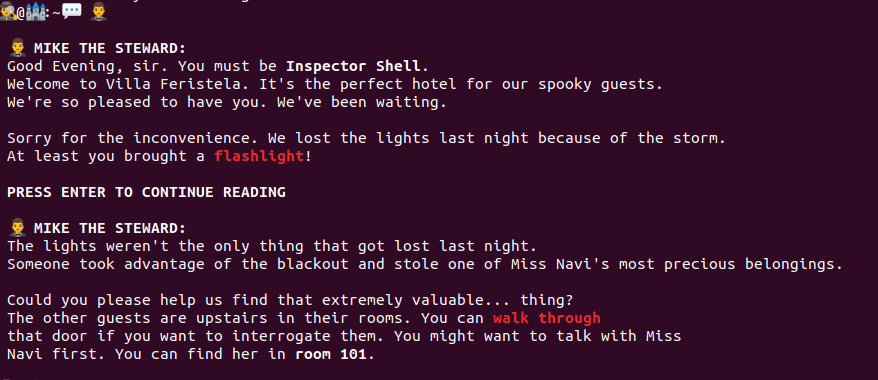 🕵️@🏰:~💬 🤵
🤵 MIKE THE STEWARD:
Good Evening, sir. You must be Inspector Shell.
Welcome to Villa Feristela. It's the perfect hotel for our spooky guests.
We're so pleased to have you. We've been waiting.
Sorry for the inconvenience. We lost the lights last night because of the storm.
At least you brought a flashlight!
PRESS ENTER TO CONTINUE READING
🤵 MIKE THE STEWARD:
The lights weren't the only thing that got lost last night.
Someone took advantage of the blackout and stole one of Miss Navi's most precious belongings.
Could you please help us find that extremely valuable... thing?
The other guests are upstairs in their rooms. You can walk through
that door if you want to interrogate them. You might want to talk with Miss
Navi first. You can find her in room 101.